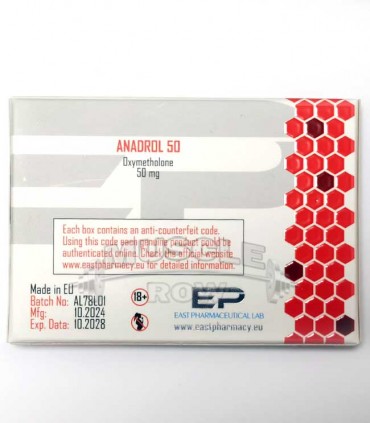 ANADROL 50
Oxymetholone
50 mg
Each box contains an anti-counterfeit code.
Using this code each genuine product could be
authenticated online. Check the official website
www.eastpharmacy.eu for detailed information.
MUSCLE
ROW
Made in EU
Batch No: AL78L01
Mfg: 10.2024
Exp. Data: 10.2028
18+
EP
EAST PHARMACEUTICAL LAB
www.eastpharmacy.eu